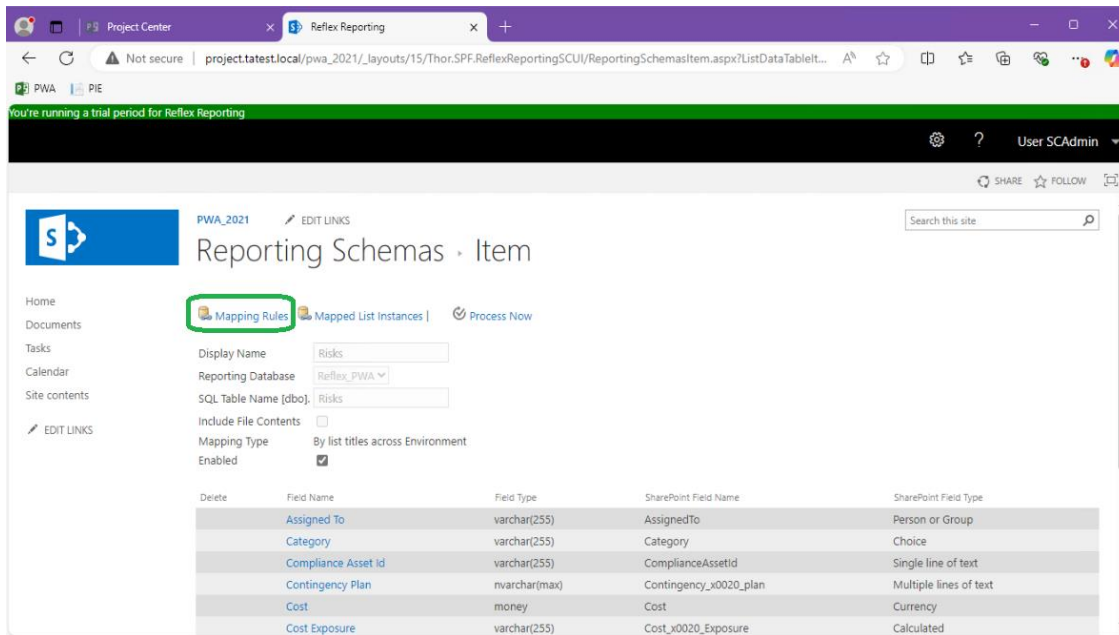 Project Center
Reflex Reporting
Not secure | project.tatest.local/pwa_2021/_layouts/15/Thor.SPF.ReflexReportingSCUI/ReportingSchemasItem.aspx?ListDataTableIt...
PWA PIE
You're running a trial period for Reflex Reporting
? User SCAdmin
SHARE FOLLOW
S
PWA_2021 EDIT LINKS
Search this site
Reporting Schemas Item
Home
Documents
Tasks
Calendar
Site contents
EDIT LINKS
Mapping Rules Mapped List Instances | Process Now
Display Name Risks
Reporting Database Reflex_PWA
SQL Table Name [dbo]. Risks
Include File Contents
Mapping Type By list titles across Environment
Enabled
Delete Field Name Field Type SharePoint Field Name SharePoint Field Type
Assigned To varchar(255) AssignedTo Person or Group
Category varchar(255) Category Choice
Compliance Asset Id varchar(255) ComplianceAssetId Single line of text
Contingency Plan nvarchar(max) Contingency_x0020_plan Multiple lines of text
Cost money Cost Currency
Cost Exposure varchar(255) Cost_x0020_Exposure Calculated